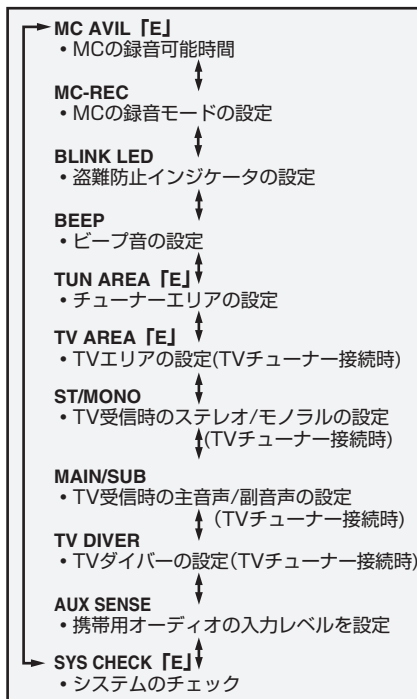 MC AVIL「E」
• MCの録音可能時間
MC-REC
• MCの録音モードの設定
BLINK LED
• 盗難防止インジケータの設定
BEEP
• ビープ音の設定
TUN AREA「E」
• チューナーエリアの設定
TV AREA「E」
• TVエリアの設定(TVチューナー接続時)
ST/MONO
• TV受信時のステレオ/モノラルの設定
(TVチューナー接続時)
MAIN/SUB
• TV受信時の主音声/副音声の設定
(TVチューナー接続時)
TV DIVER
• TVダイバーの設定(TVチューナー接続時)
AUX SENSE
• 携帯用オーディオの入力レベルを設定
SYS CHECK「E」
• システムのチェック